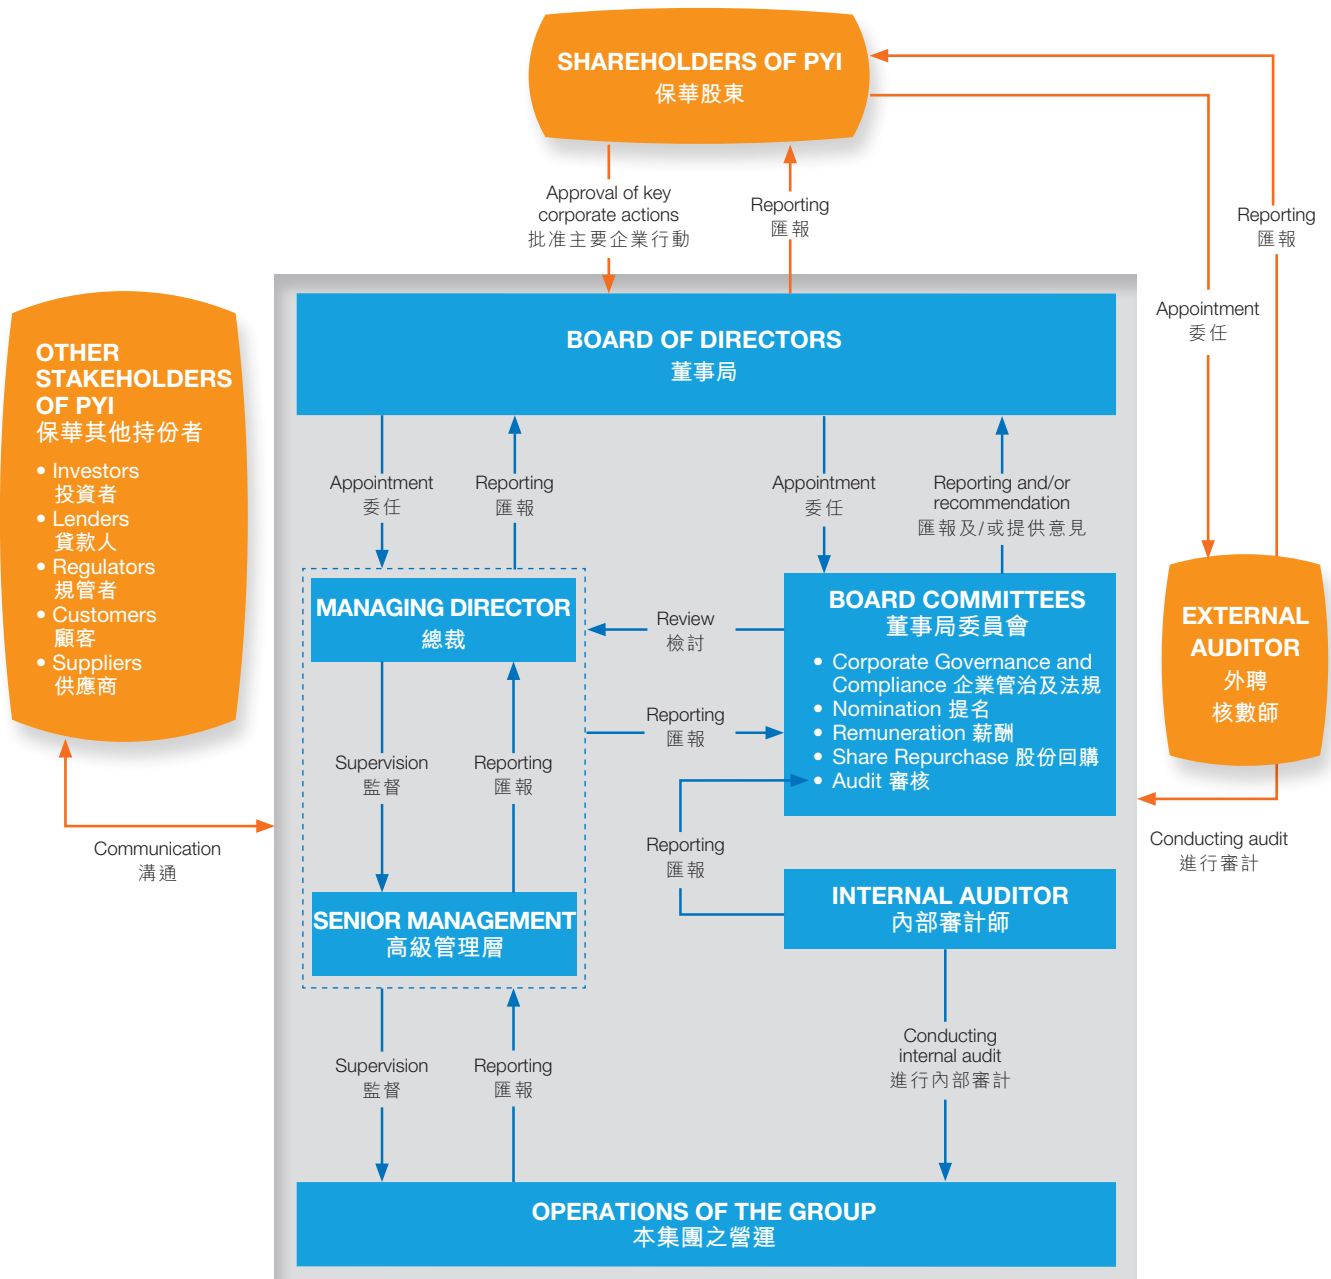 SHAREHOLDERS OF PYI
保華股東
Approval of key
corporate actions
批准主要企業行動
Reporting
匯報
Reporting
匯報
Appointment
委任
BOARD OF DIRECTORS
董事局
OTHER
STAKEHOLDERS
OF PYI
保華其他持份者
• Investors
投資者
• Lenders
貸款人
• Regulators
規管者
• Customers
顧客
• Suppliers
供應商
Appointment
委任
Reporting
匯報
Appointment
委任
Reporting and/or
recommendation
匯報及/或提供意見
MANAGING DIRECTOR
總裁
Review
檢討
BOARD COMMITTEES
董事局委員會
• Corporate Governance and
Compliance 企業管治及法規
• Nomination 提名
• Remuneration 薪酬
• Share Repurchase 股份回購
• Audit 審核
EXTERNAL
AUDITOR
外聘
核數師
Reporting
匯報
Supervision
監督
Reporting
匯報
Communication
溝通
Reporting
匯報
Conducting audit
進行審計
SENIOR MANAGEMENT
高級管理層
INTERNAL AUDITOR
內部審計師
Supervision
監督
Reporting
匯報
Conducting
internal audit
進行內部審計
OPERATIONS OF THE GROUP
本集團之營運